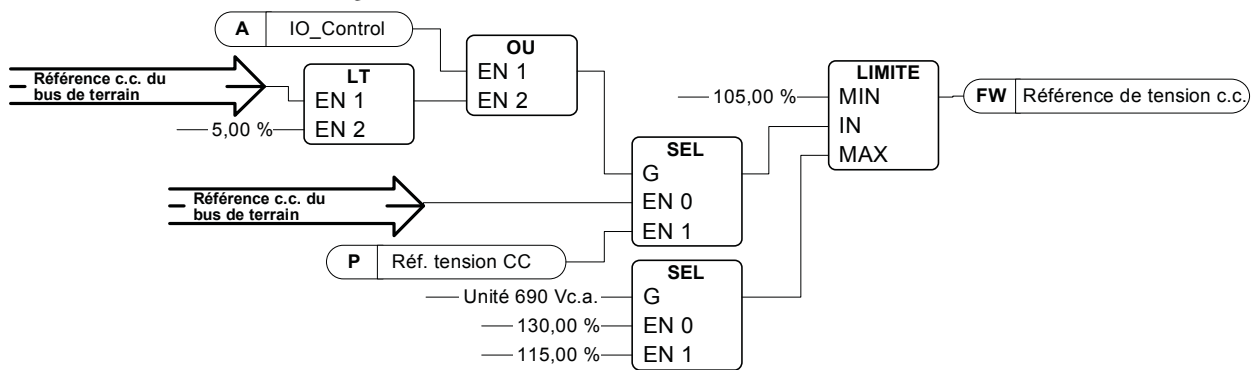 A IO_Control
Référence c.c. du
bus de terrain
LT
EN 1
EN 2
5,00 %
OU
EN 1
EN 2
Référence c.c. du
bus de terrain
P Réf. tension CC
SEL
G
EN 0
EN 1
SEL
Unité 690 Vc.a. G
130,00 % EN 0
115,00 % EN 1
LIMITE
105,00 % MIN
IN
MAX
FW Référence de tension c.c.